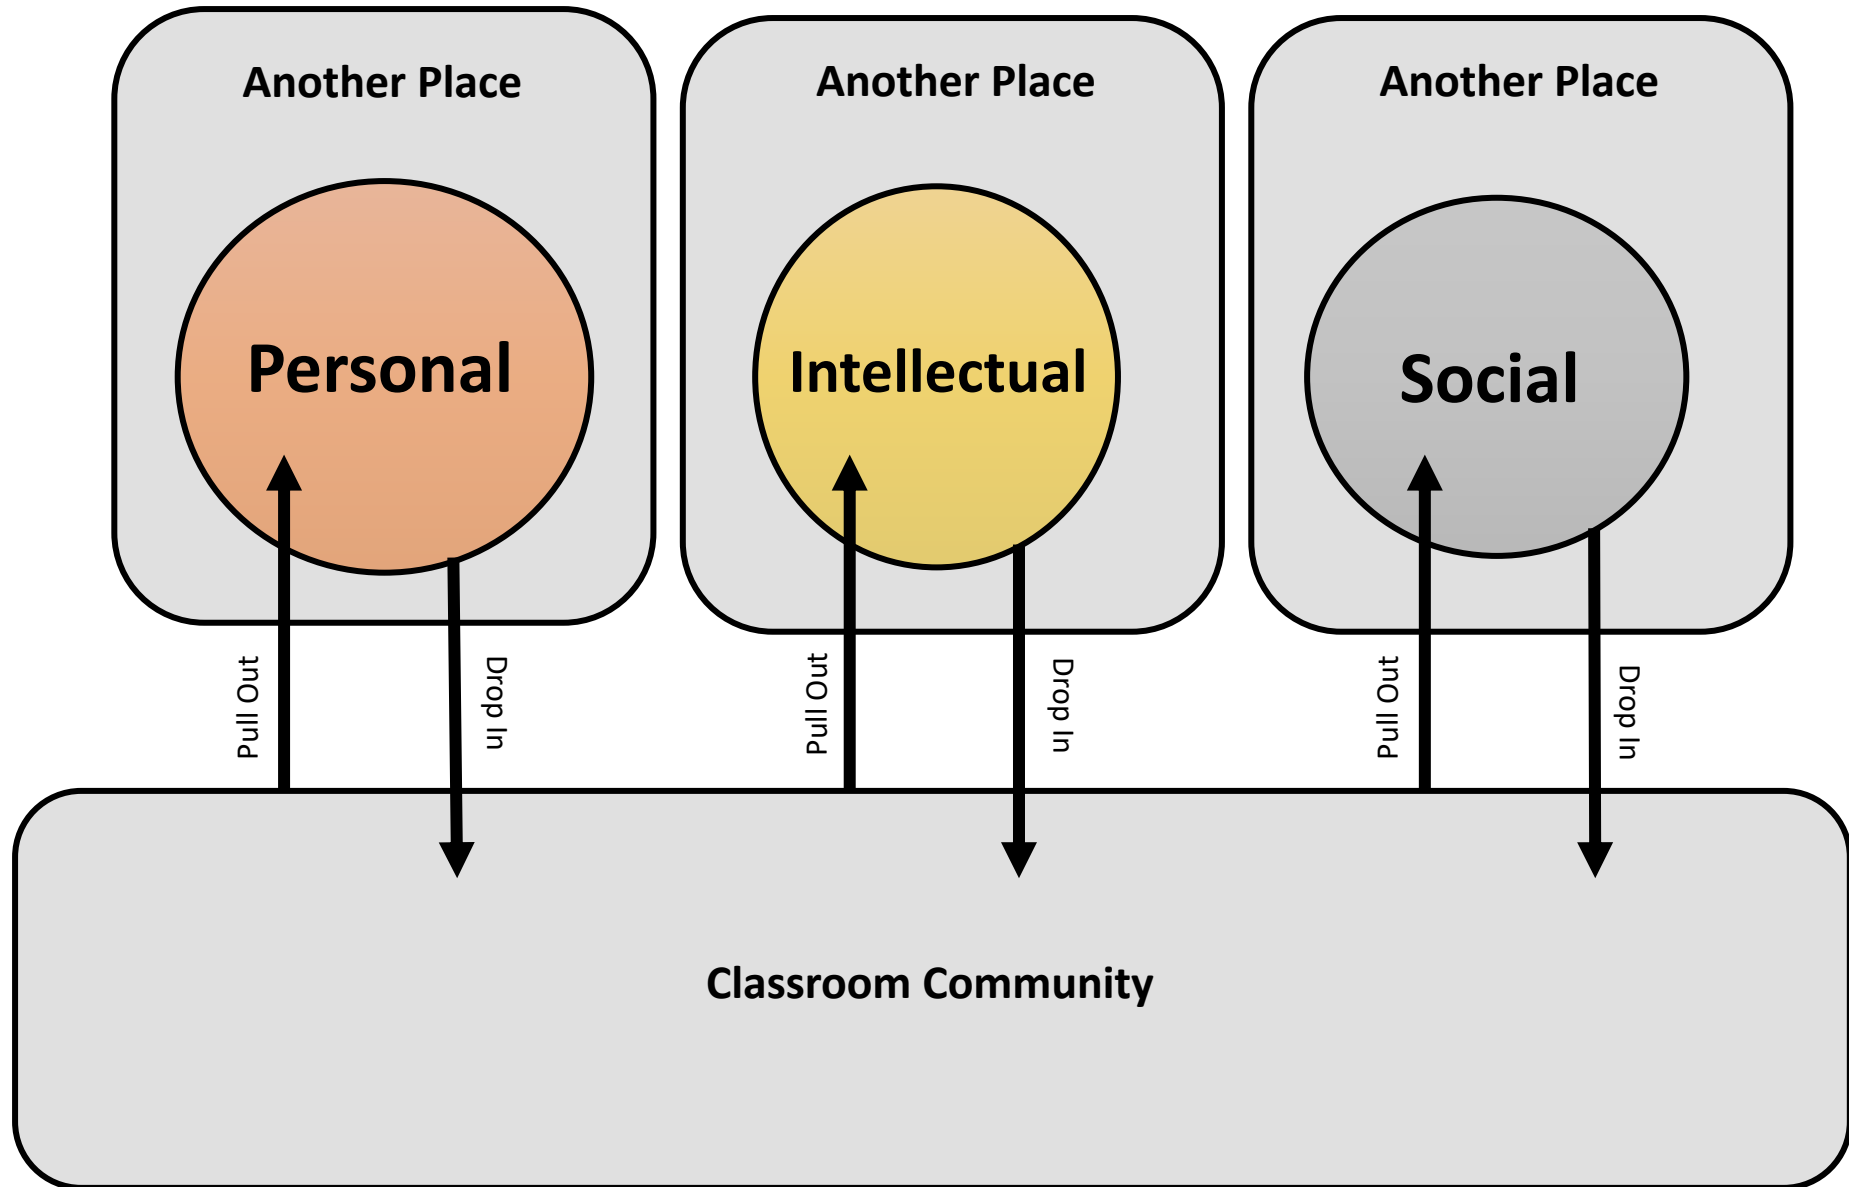 Another Place
Another Place
Another Place
Personal
Intellectual
Social
Pull Out
Drop In
Pull Out
Drop In
Pull Out
Drop In
Classroom Community